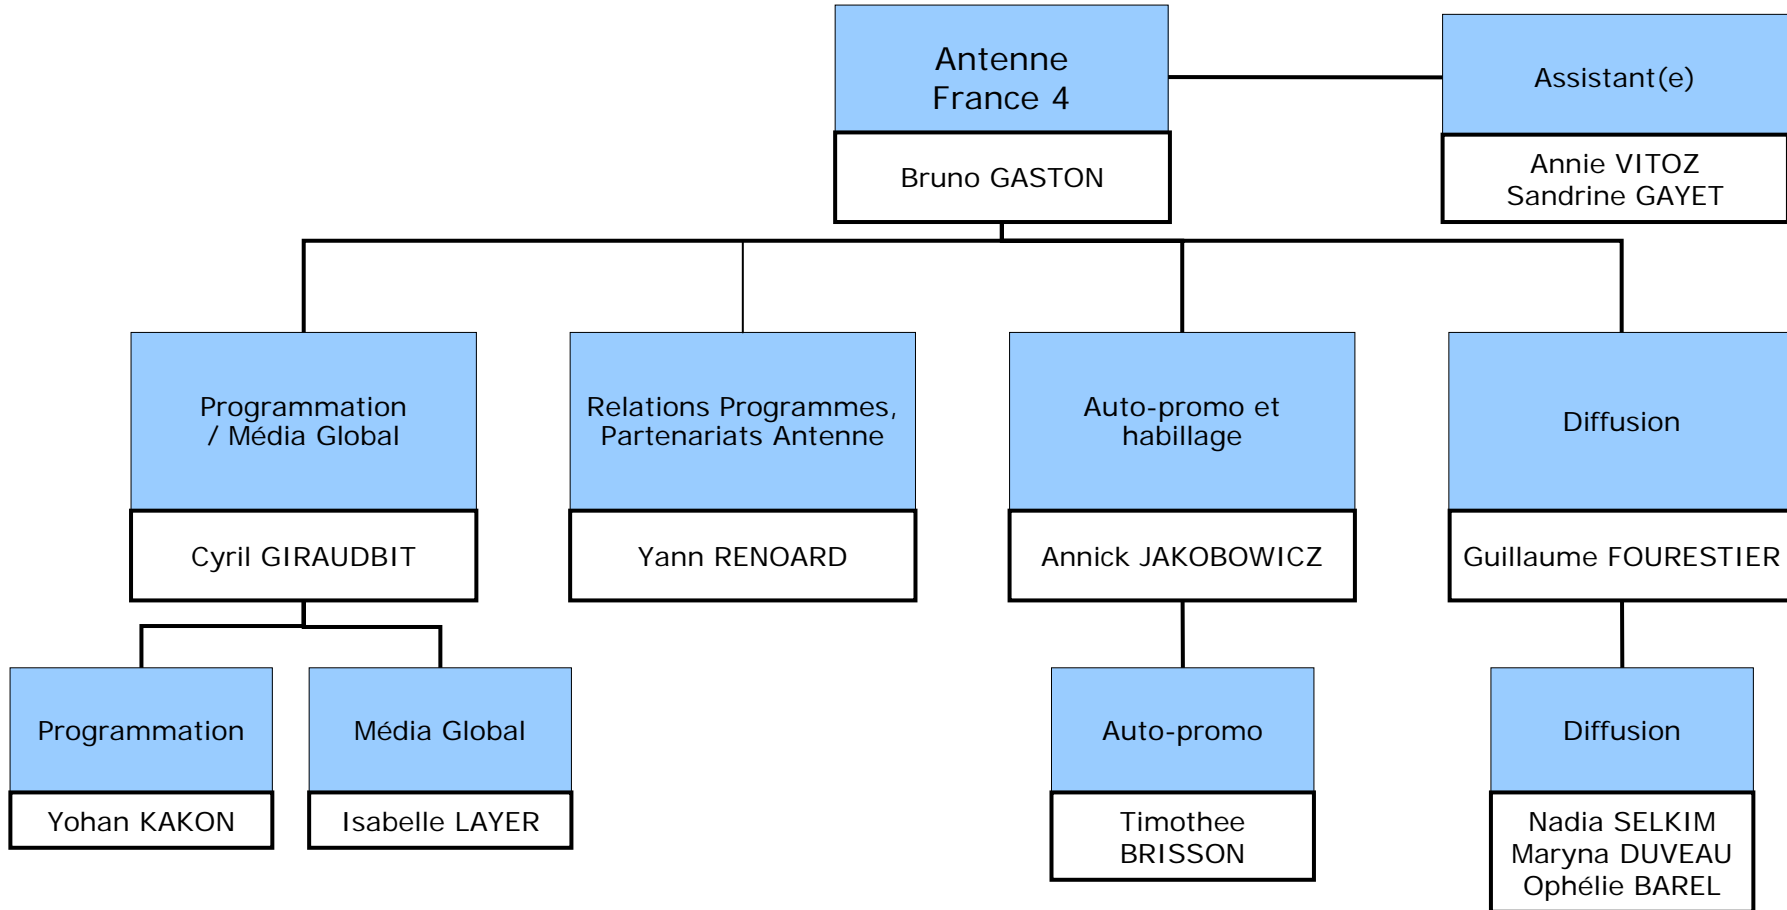 Antenne
France 4
Bruno GASTON
Assistant(e)
Annie VITOZ
Sandrine GAYET
Programmation
/ Média Global
Cyril GIRAUDBIT
Relations Programmes,
Partenariats Antenne
Yann RENOARD
Auto-promo et
habillage
Annick JAKOBOWICZ
Diffusion
Guillaume FOURESTIER
Programmation
Yohan KAKON
Média Global
Isabelle LAYER
Auto-promo
Timothee
BRISSON
Diffusion
Nadia SELKIM
Maryna DUVEAU
Ophélie BAREL